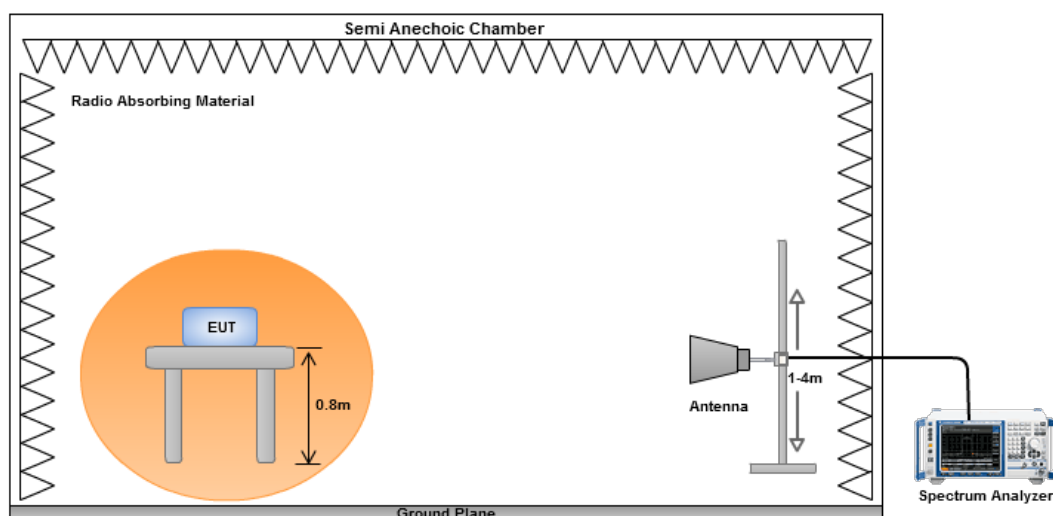 Semi Anechoic Chamber
Radio Absorbing Material
EUT
0.8m
1-4m
Antenna
Spectrum Analyzer
Ground Plane